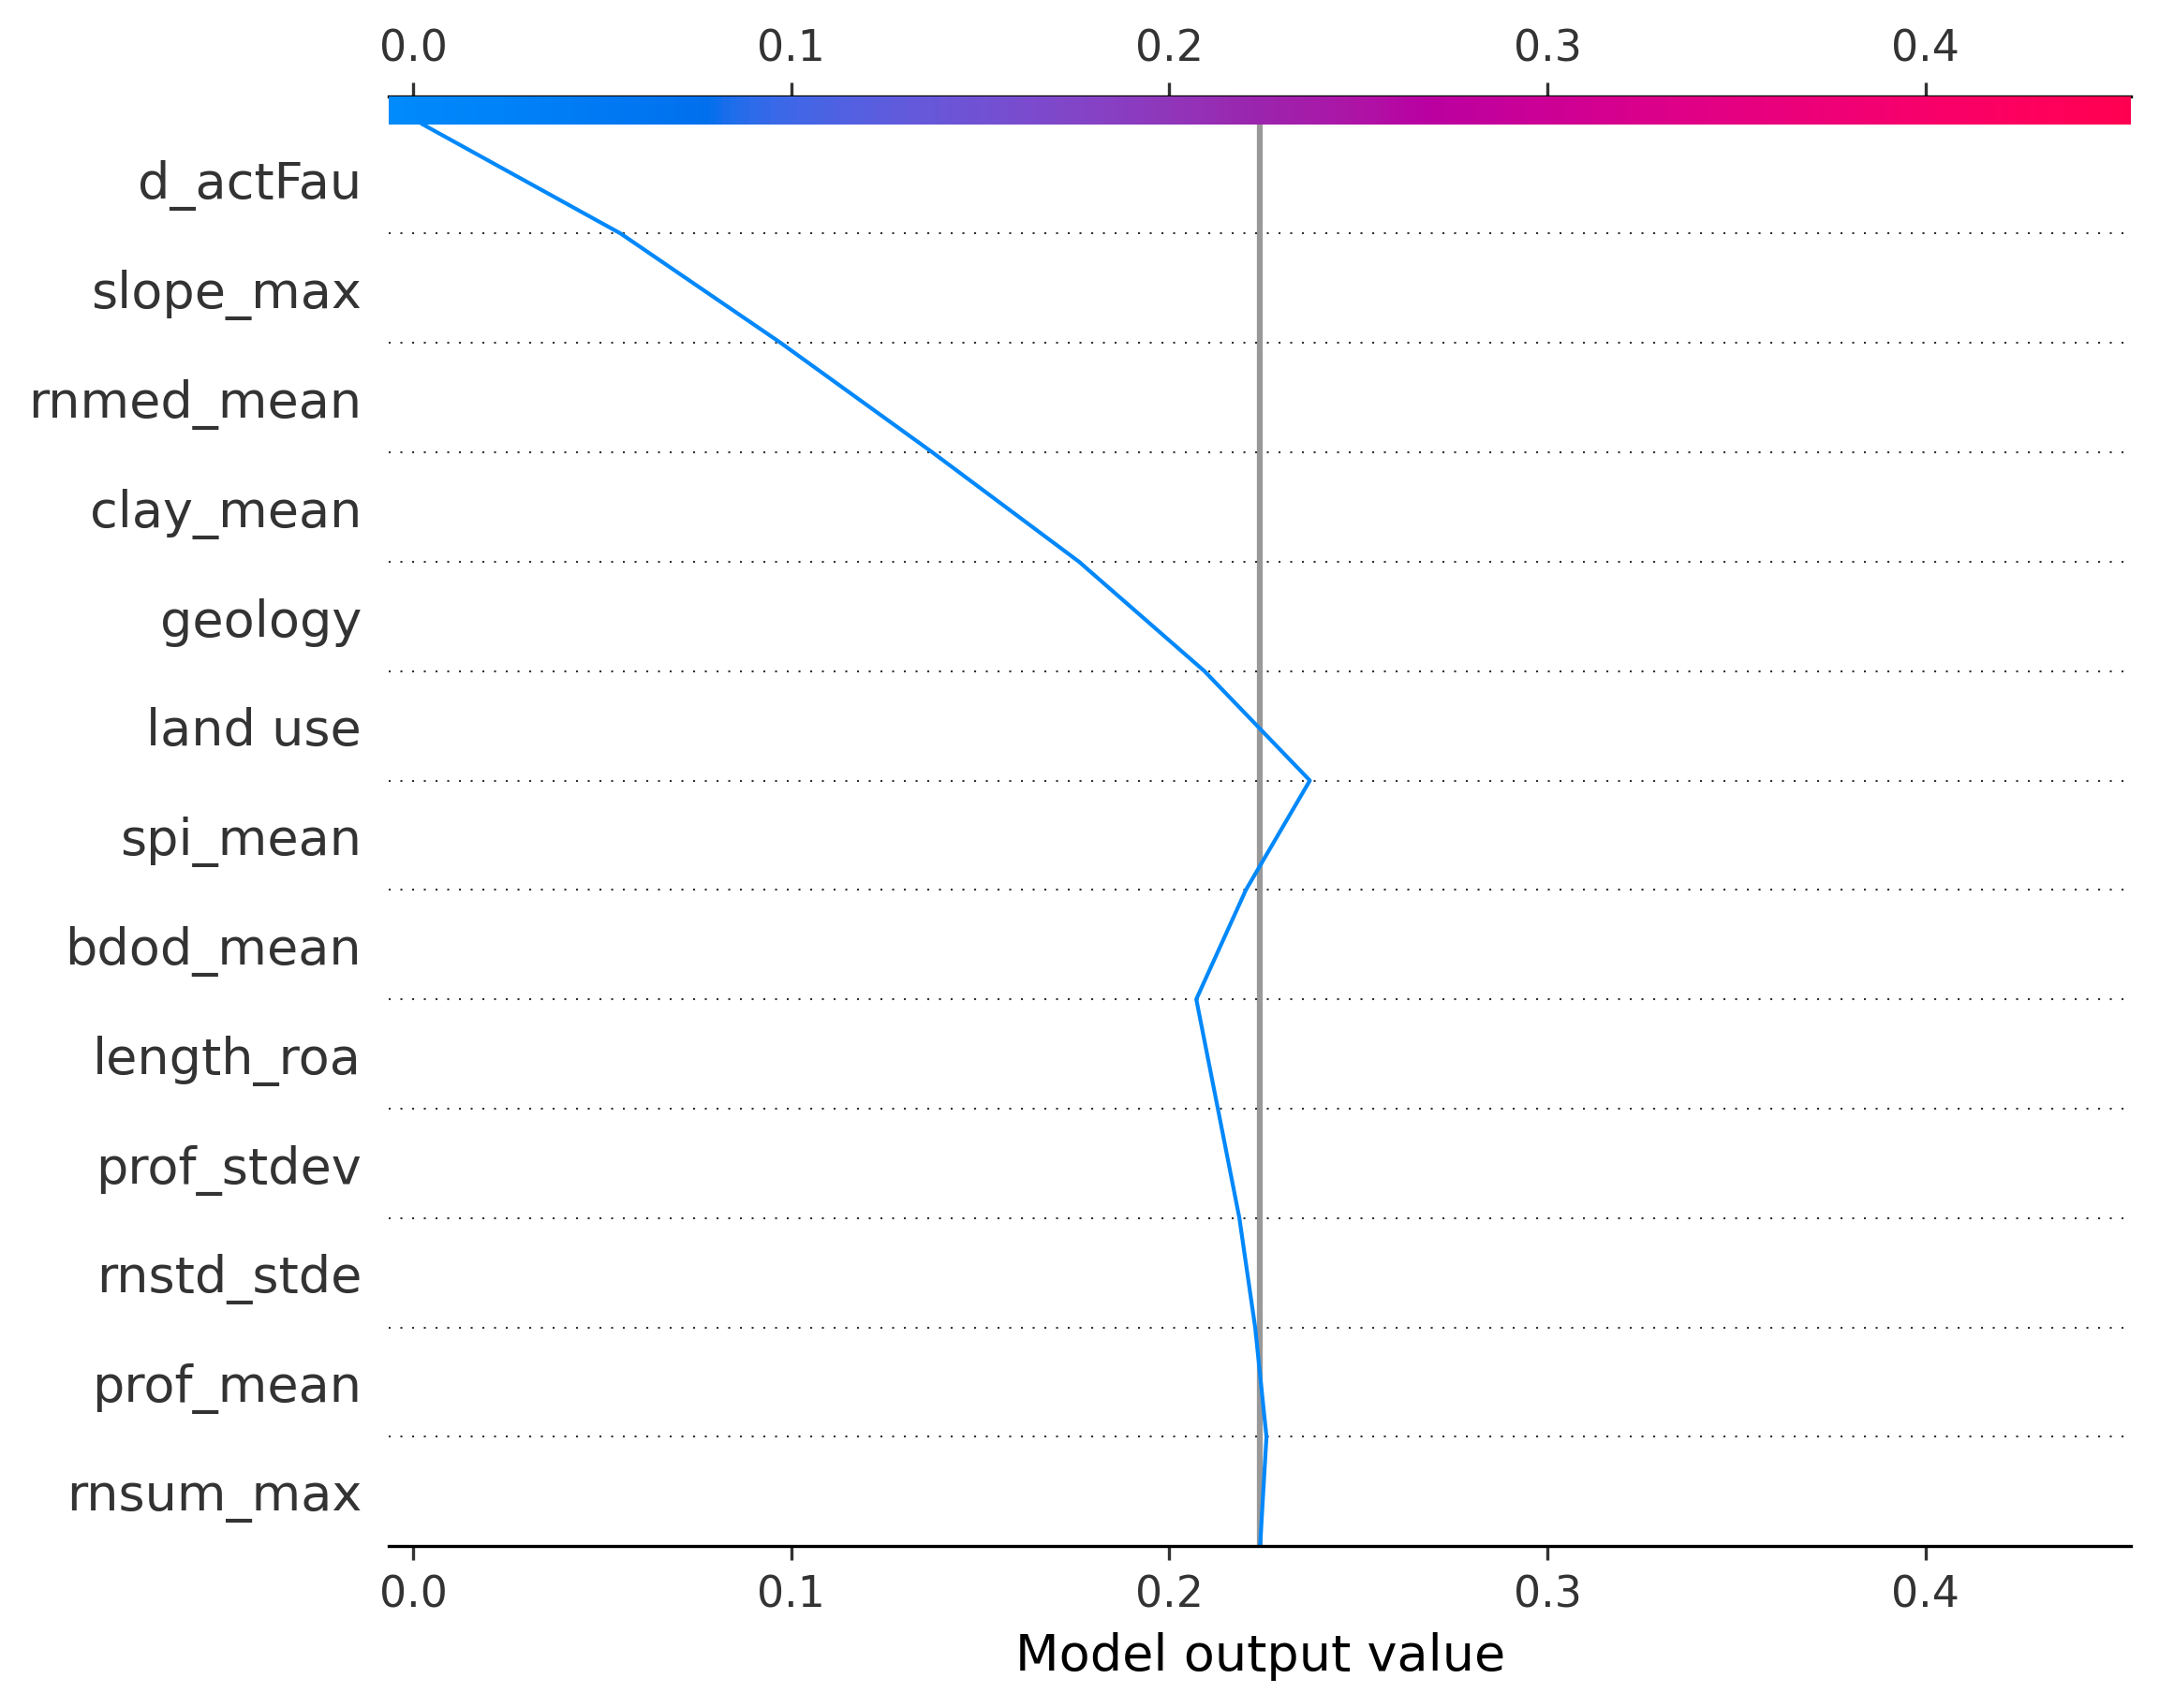 0.0 0.1 0.2 0.3 0.4
d_actFau
slope_max
rnmed_mean
clay_mean
geology
land use
spi_mean
bdod_mean
length_roa
prof_stdev
rnstd_stde
prof_mean
rnsum_max
0.0 0.1 0.2 0.3 0.4
Model output value